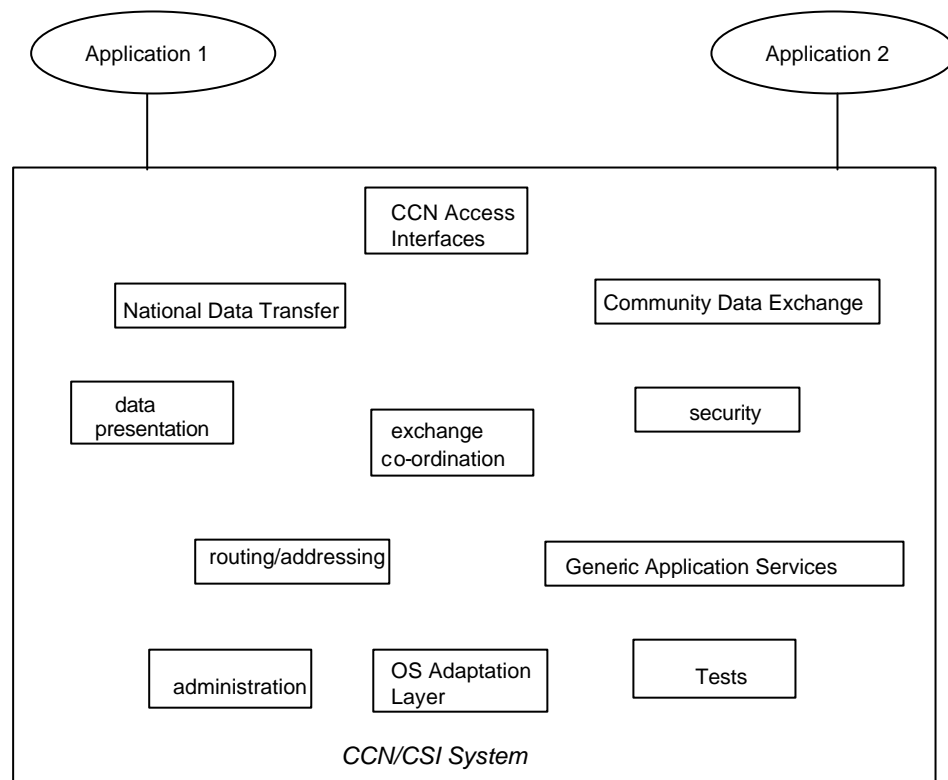 Application 1
Application 2
CCN Access
Interfaces
National Data Transfer
Community Data Exchange
data
presentation
exchange
co-ordination
security
routing/addressing
Generic Application Services
administration
OS Adaptation
Layer
Tests
CCN/CSI System